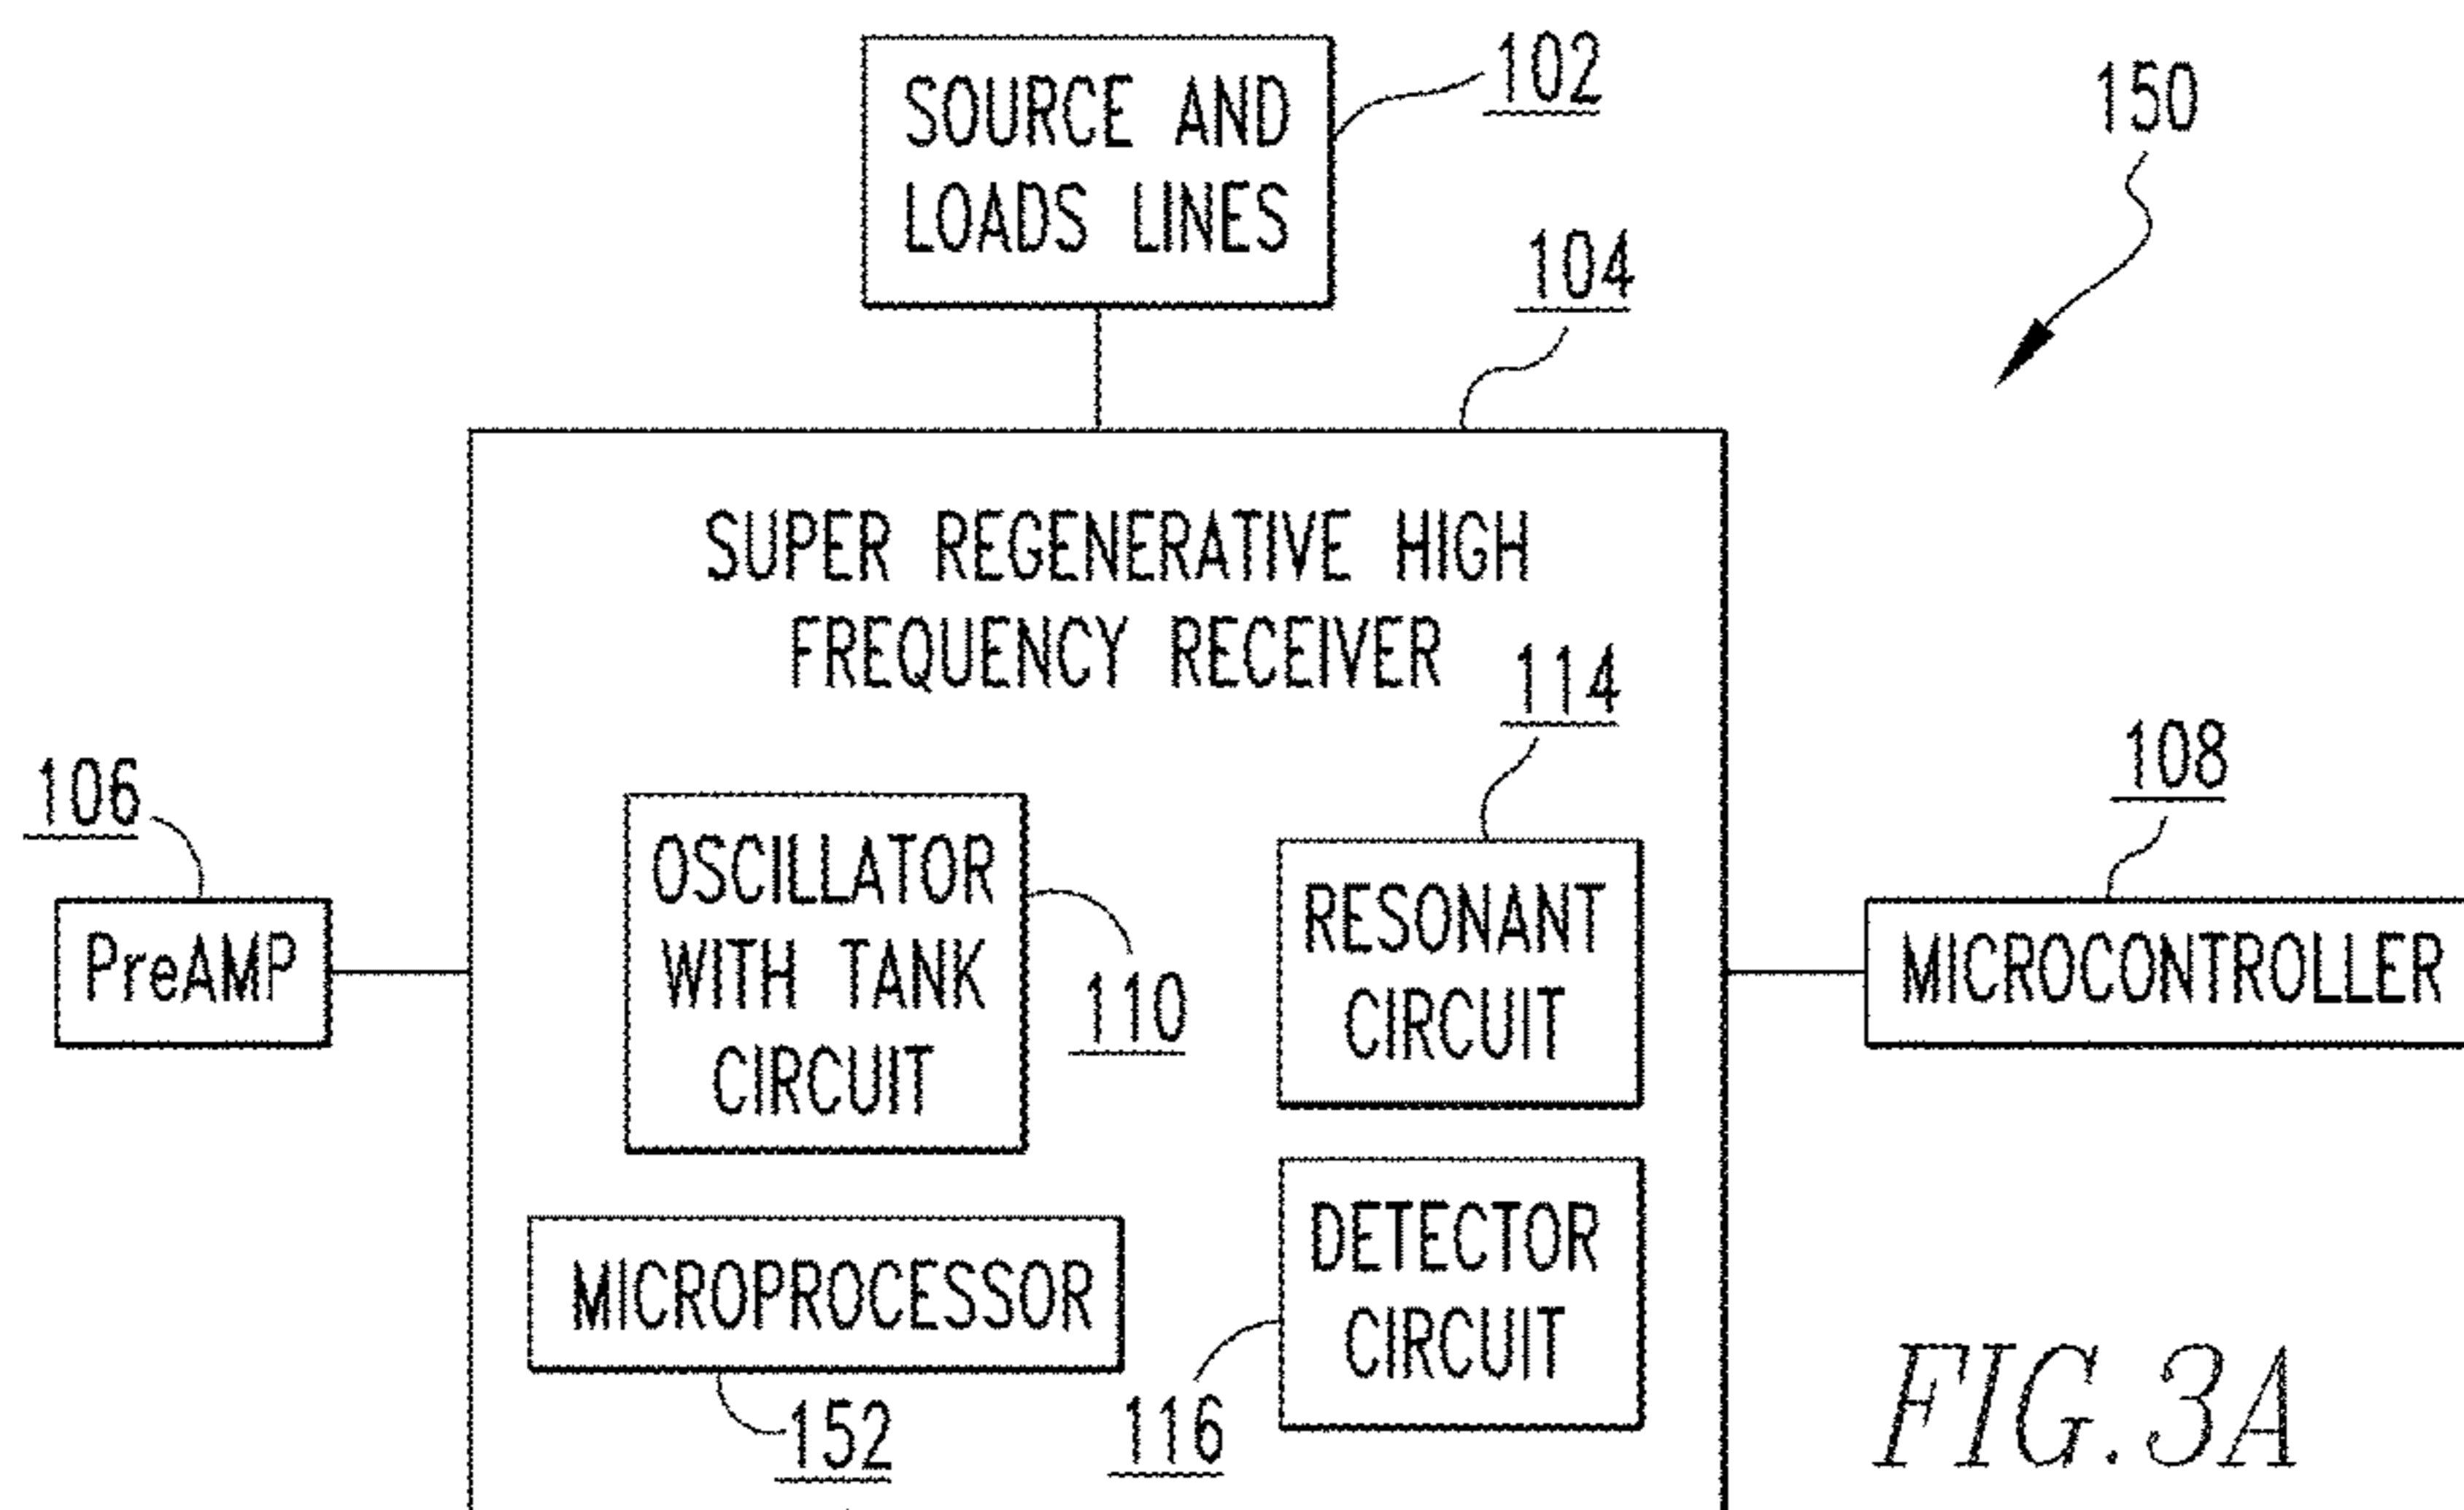 SOURCE AND
LOADS LINES
102
150
104
SUPER REGENERATIVE HIGH
FREQUENCY RECEIVER
114
106
108
OSCILLATOR
WITH TANK
CIRCUIT
RESONANT
CIRCUIT
PreAMP
110
MICROCONTROLLER
MICROPROCESSOR
DETECTOR
CIRCUIT
152
116
FIG. 3A